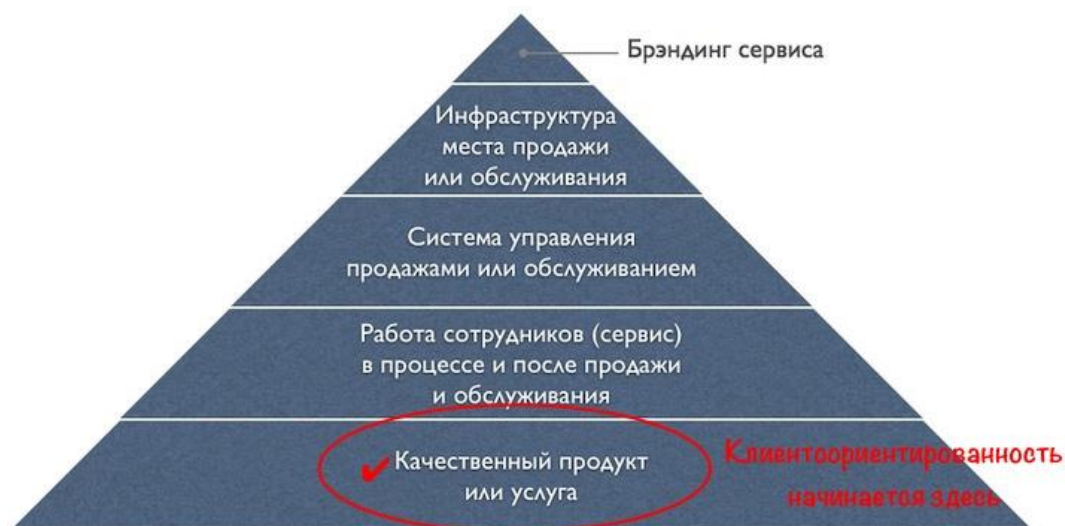 Брэндинг сервиса
Инфраструктура
места продажи
или обслуживания
Система управления
продажами или обслуживанием
Работа сотрудников (сервис)
в процессе и после продажи
и обслуживания
Качественный продукт
или услуга
Клиентоориентированность
начинается здесь